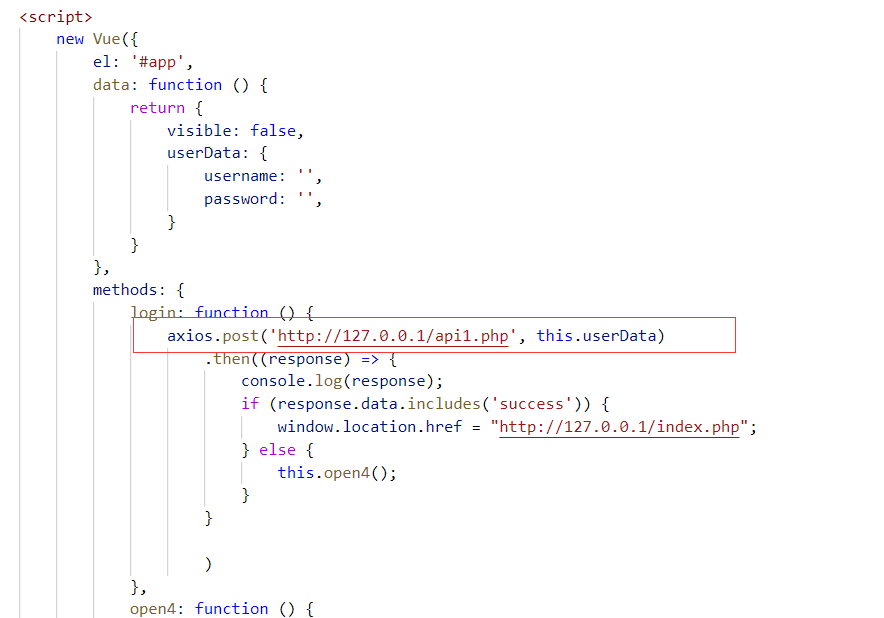 <script>
    new Vue({
        el: '#app',
        data: function () {
            return {
                visible: false,
                userData: {
                    username: '',
                    password: '',
                }
            }
        },
        methods: {
            login: function () {
                axios.post('http://127.0.0.1/api1.php', this.userData)
                    .then((response) => {
                        console.log(response);
                        if (response.data.includes('success')) {
                            window.location.href = "http://127.0.0.1/index.php";
                        } else {
                            this.open4();
                        }
                    }
                    )
            },
            open4: function () {